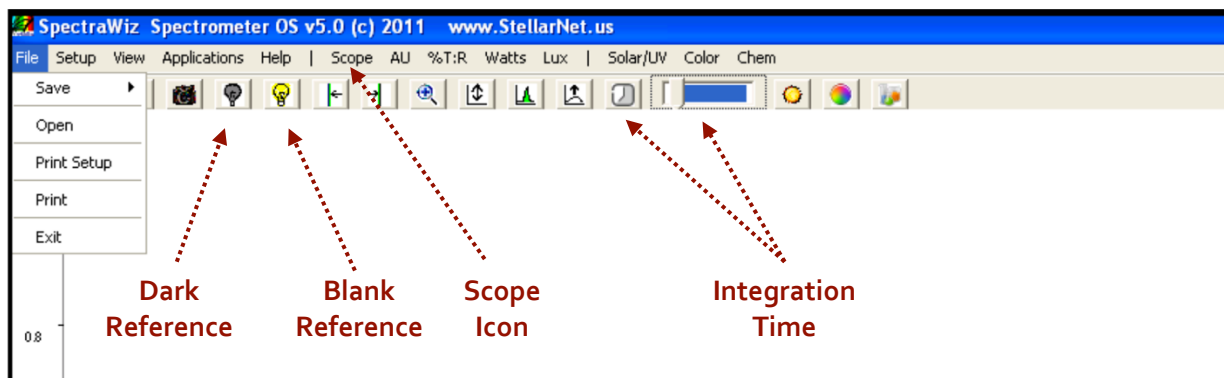 SpectraWiz Spectrometer OS v5.0 (c) 2011 www.StellarNet.us
File Setup View Applications Help | Scope AU %T:R Watts Lux | Solar/UV Color Chem
Save
Open
Print Setup
Print
Exit
Dark Reference
Blank Reference
Scope Icon
Integration Time
0.8